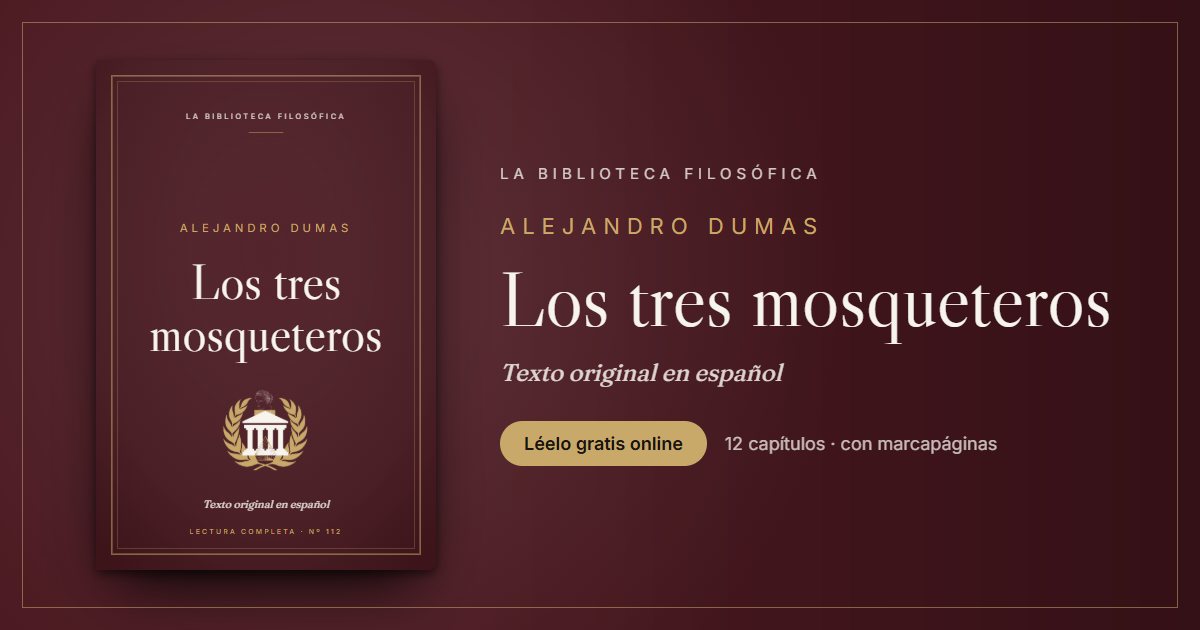 LA BIBLIOTECA FILOSÓFICA
ALEJANDRO DUMAS
Los tres
mosqueteros
Texto original en español
LECTURA COMPLETA · Nº 112
LA BIBLIOTECA FILOSÓFICA
ALEJANDRO DUMAS
Los tres mosqueteros
Texto original en español
Léelo gratis online
12 capítulos · con marcapáginas